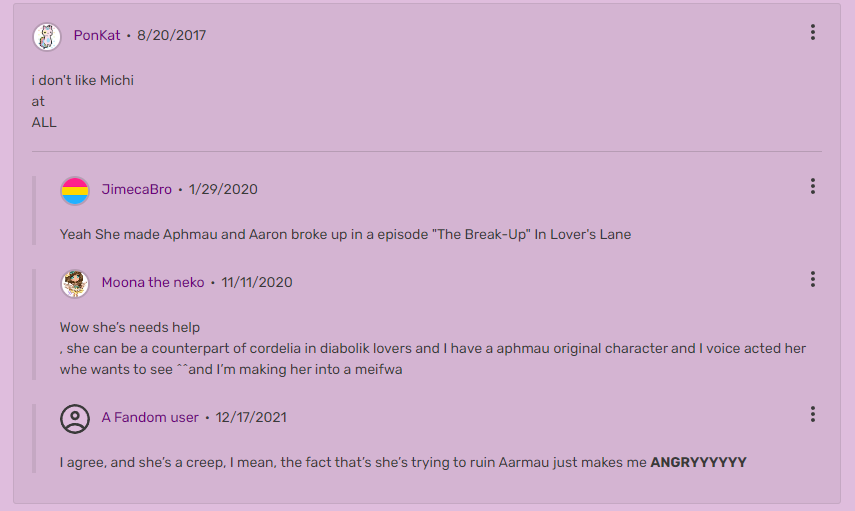 PonKat • 8/20/2017
i don't like Michi
at
ALL
JimecaBro • 1/29/2020
Yeah She made Aphmau and Aaron broke up in a episode "The Break-Up" In Lover's Lane
Moona the neko • 11/11/2020
Wow she's needs help
, she can be a counterpart of cordelia in diabolik lovers and I have a aphmau original character and I voice acted her
whe wants to see ^^and I'm making her into a meifwa
A Fandom user • 12/17/2021
I agree, and she's a creep, I mean, the fact that's she's trying to ruin Aarmau just makes me ANGRYYYYYY